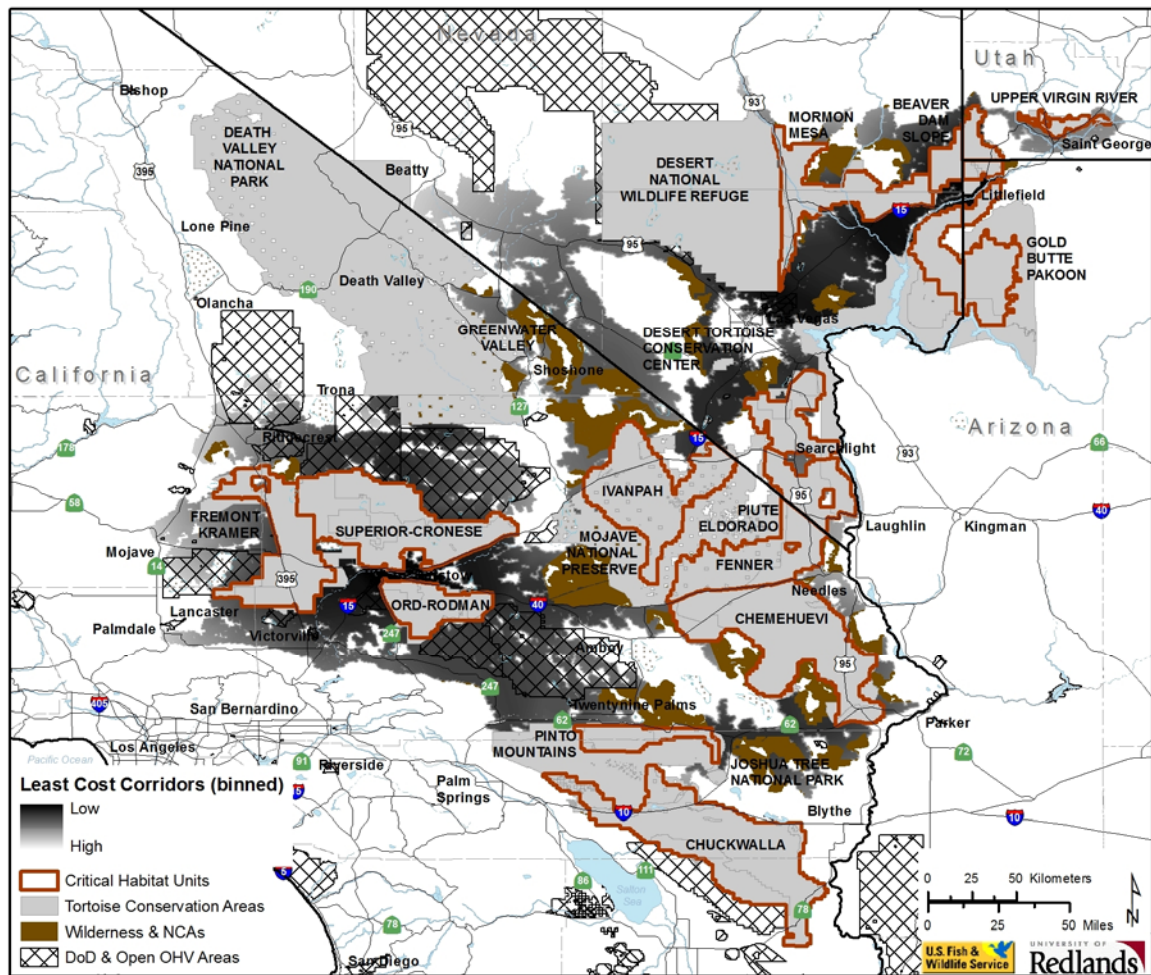 Nevada
Utah
Bishop
93
BEAVER
DAM
SLOPE
UPPER VIRGIN RIVER
MORMON
MESA
DEATH
VALLEY
NATIONAL
PARK
95
Saint George
395
Beatty
DESERT
NATIONAL
WILDLIFE REFUGE
Littlefield
15
Lone Pine
95
GOLD
BUTTE
PAKOON
Death Valley
190
Olancha
Las Vegas
GREENWATER
VALLEY
DESERT TORTOISE
CONSERVATION
CENTER
Shoshone
California
Trona
127
Arizona
15
66
178
Ridgecrest
Searchlight
93
58
IVANPAH
95
40
FREMONT
KRAMER
SUPERIOR-CRONESE
PIUTE
ELDORADO
Laughlin
Kingman
Mojave
14
MOJAVE
NATIONAL
PRESERVE
FENNER
395
Barstow
Needles
Lancaster
15
ORD-RODMAN
40
CHEMEHUEVI
Palmdale
Victorville
247
Amboy
95
247
405
San Bernardino
Twentynine Palms
62
62
Parker
Los Angeles
PINTO
MOUNTAINS
72
Pacific Ocean
91
Riverside
JOSHUA TREE
NATIONAL PARK
Palm
Springs
5
10
Blythe
10
CHUCKWALLA
111
5
86
Salton
Sea
78
78
San Diego
Least Cost Corridors (binned)
Low
High
Critical Habitat Units
Tortoise Conservation Areas
Wilderness & NCAs
DoD & Open OHV Areas
0 25 50 Kilometers
0 25 50 Miles
N
U.S. Fish &
Wildlife Service
UNIVERSITY OF
Redlands